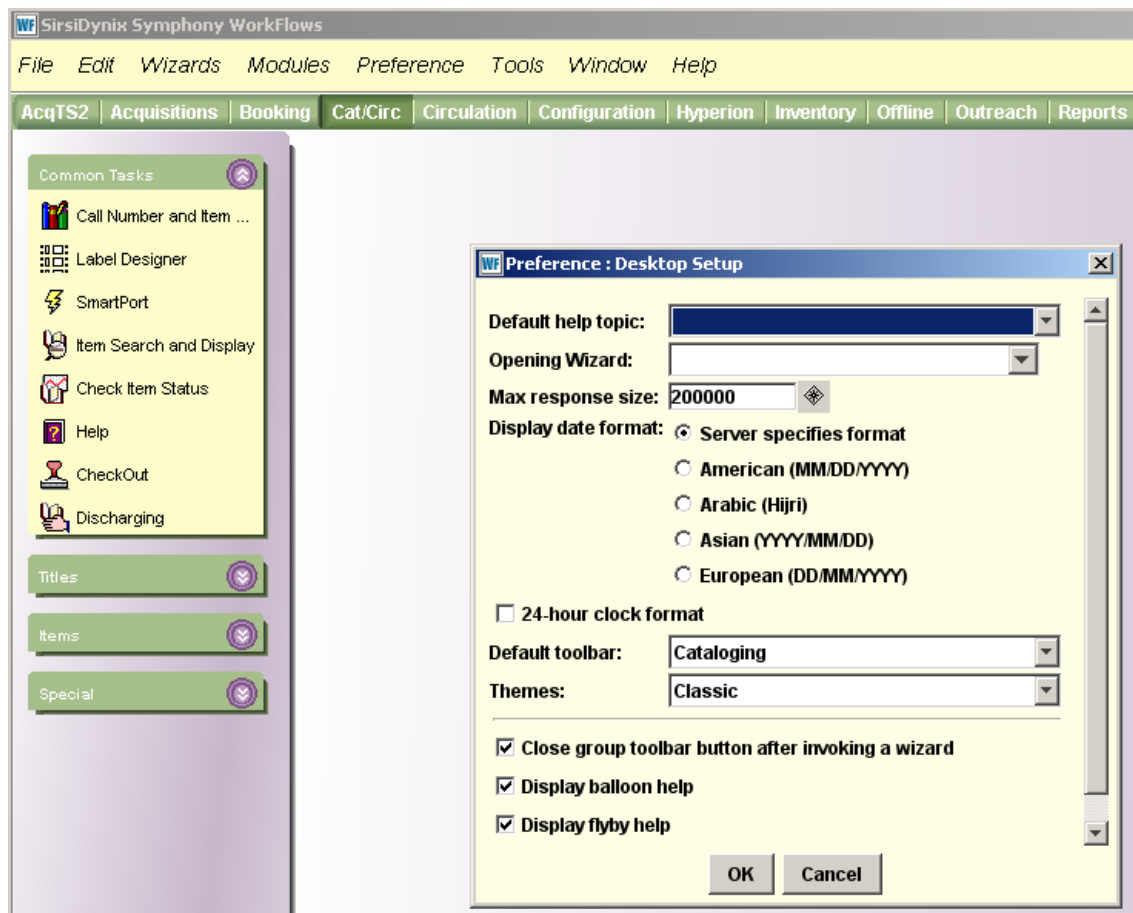 WF SirsiDynix Symphony WorkFlows
File Edit Wizards Modules Preference Tools Window Help
AcqTS2 Acquisitions Booking Cat/Circ Circulation Configuration Hyperion Inventory Offline Outreach Reports
Common Tasks
Call Number and Item ...
Label Designer
SmartPort
Item Search and Display
Check Item Status
Help
CheckOut
Discharging
Titles
Items
Special
WF Preference : Desktop Setup
Default help topic:
Opening Wizard:
Max response size: 200000
Display date format: Server specifies format
American (MM/DD/YYYY)
Arabic (Hijri)
Asian (YYYY/MM/DD)
European (DD/MM/YYYY)
24-hour clock format
Default toolbar: Cataloging
Themes: Classic
Close group toolbar button after invoking a wizard
Display balloon help
Display flyby help
OK Cancel